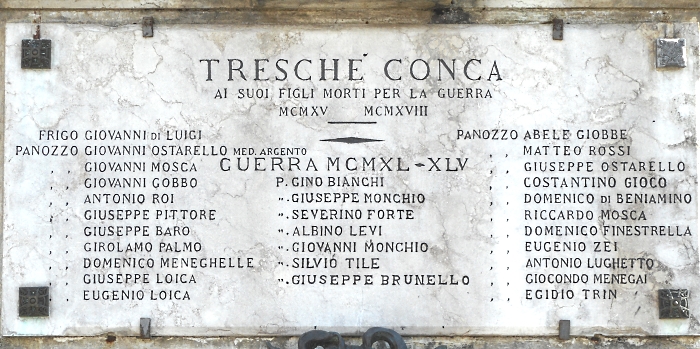 TRESCHÈ CONCA
AI SUOI FIGLI MORTI PER LA GUERRA
MCMXV MCMXVIII
FRIGO GIOVANNI DI LUIGI
PANOZZO GIOVANNI OSTARELLO MED. ARGENTO
, , GIOVANNI MOSCA
, , GIOVANNI GOBBO
, , ANTONIO ROI
, , GIUSEPPE PITTORE
, , GIUSEPPE BARO
, , GIROLAMO PALMO
, , DOMENICO MENEGHELLE
, , GIUSEPPE LOICA
, , EUGENIO LOICA
GUERRA MCMXL-XLV
P. GINO BIANCHI
". GIUSEPPE MONCHIO
". SEVERINO FORTE
". ALBINO LEVI
". GIOVANNI MONCHIO
". SILVIO TILE
". GIUSEPPE BRUNELLO
PANOZZO ABELE GIOBBE
, , MATTEO ROSSI
, , GIUSEPPE OSTARELLO
, , COSTANTINO GIOCO
, , DOMENICO DI BENIAMINO
, , RICCARDO MOSCA
, , DOMENICO FINESTRELLA
, , EUGENIO ZEI
, , ANTONIO LUGHETTO
, , GIOCONDO MENEGAI
, , EGIDIO TRIN